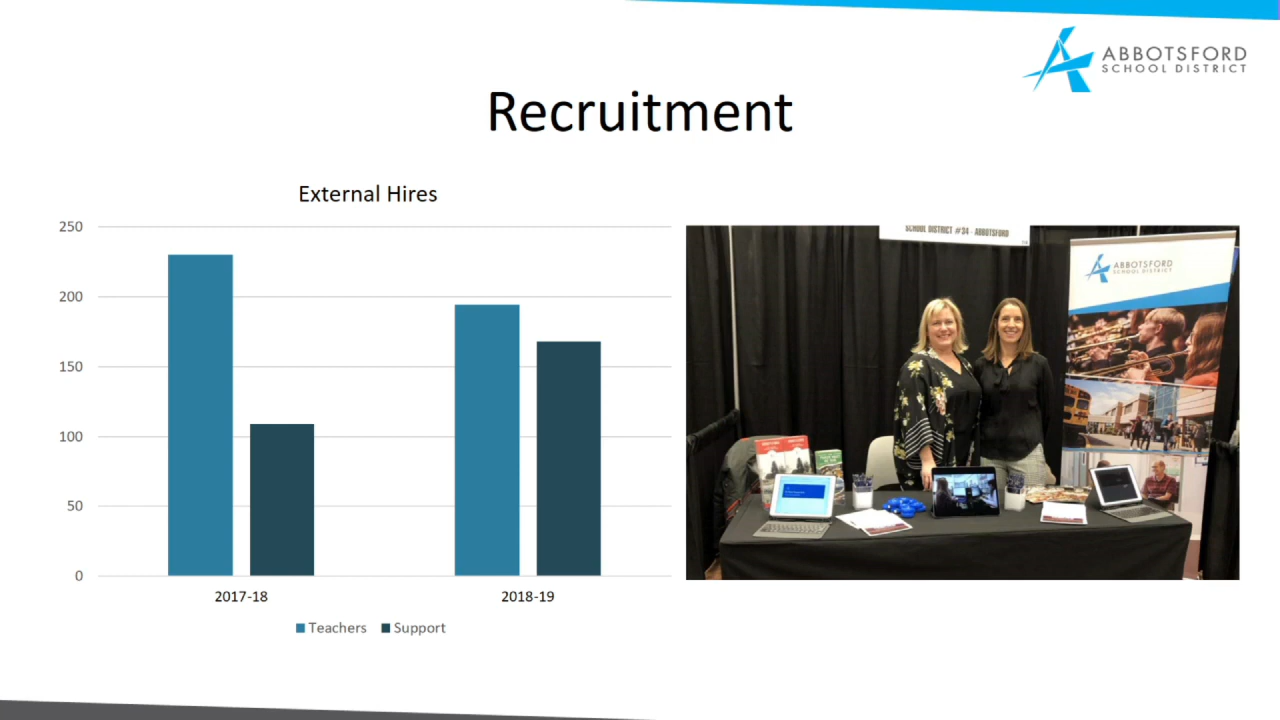 ABBOTSFORD
SCHOOL DISTRICT
Recruitment
External Hires
250
200
150
100
50
0
2017-18
2018-19
Teachers
Support
SCHOOL DISTRICT #34 - ABBOTSFORD
ABBOTSFORD
SCHOOL DISTRICT